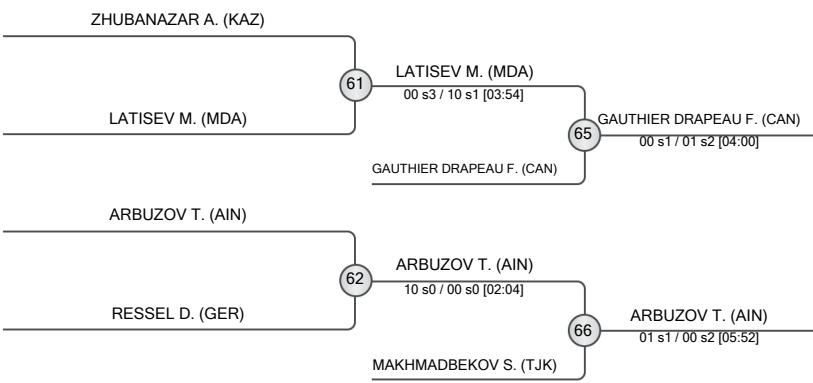 ZHUBANAZAR A. (KAZ)
61
LATISEV M. (MDA)
00 s3 / 10 s1 [03:54]
LATISEV M. (MDA)
65
GAUTHIER DRAPEAU F. (CAN)
00 s1 / 01 s2 [04:00]
GAUTHIER DRAPEAU F. (CAN)
ARBUZOV T. (AIN)
62
ARBUZOV T. (AIN)
10 s0 / 00 s0 [02:04]
RESSEL D. (GER)
66
ARBUZOV T. (AIN)
01 s1 / 00 s2 [05:52]
MAKHMADBEKOV S. (TJK)